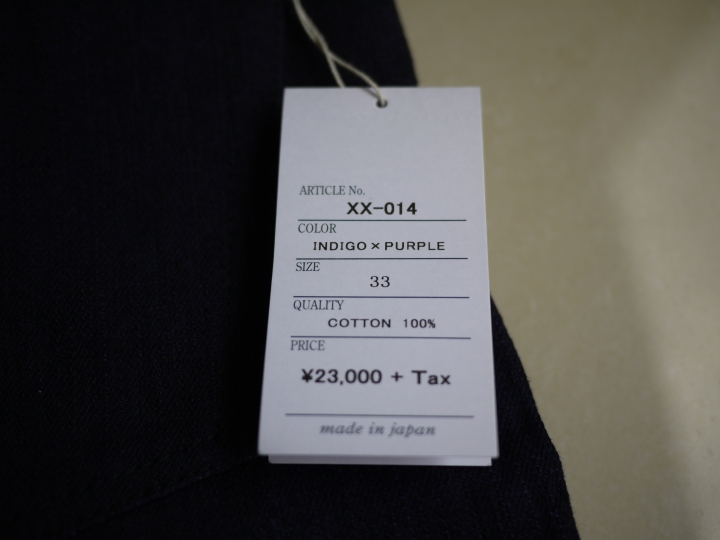 ARTICLE No.
XX-014
COLOR
INDIGO×PURPLE
SIZE
33
QUALITY
COTTON 100%
PRICE
¥23,000 + Tax
made in japan